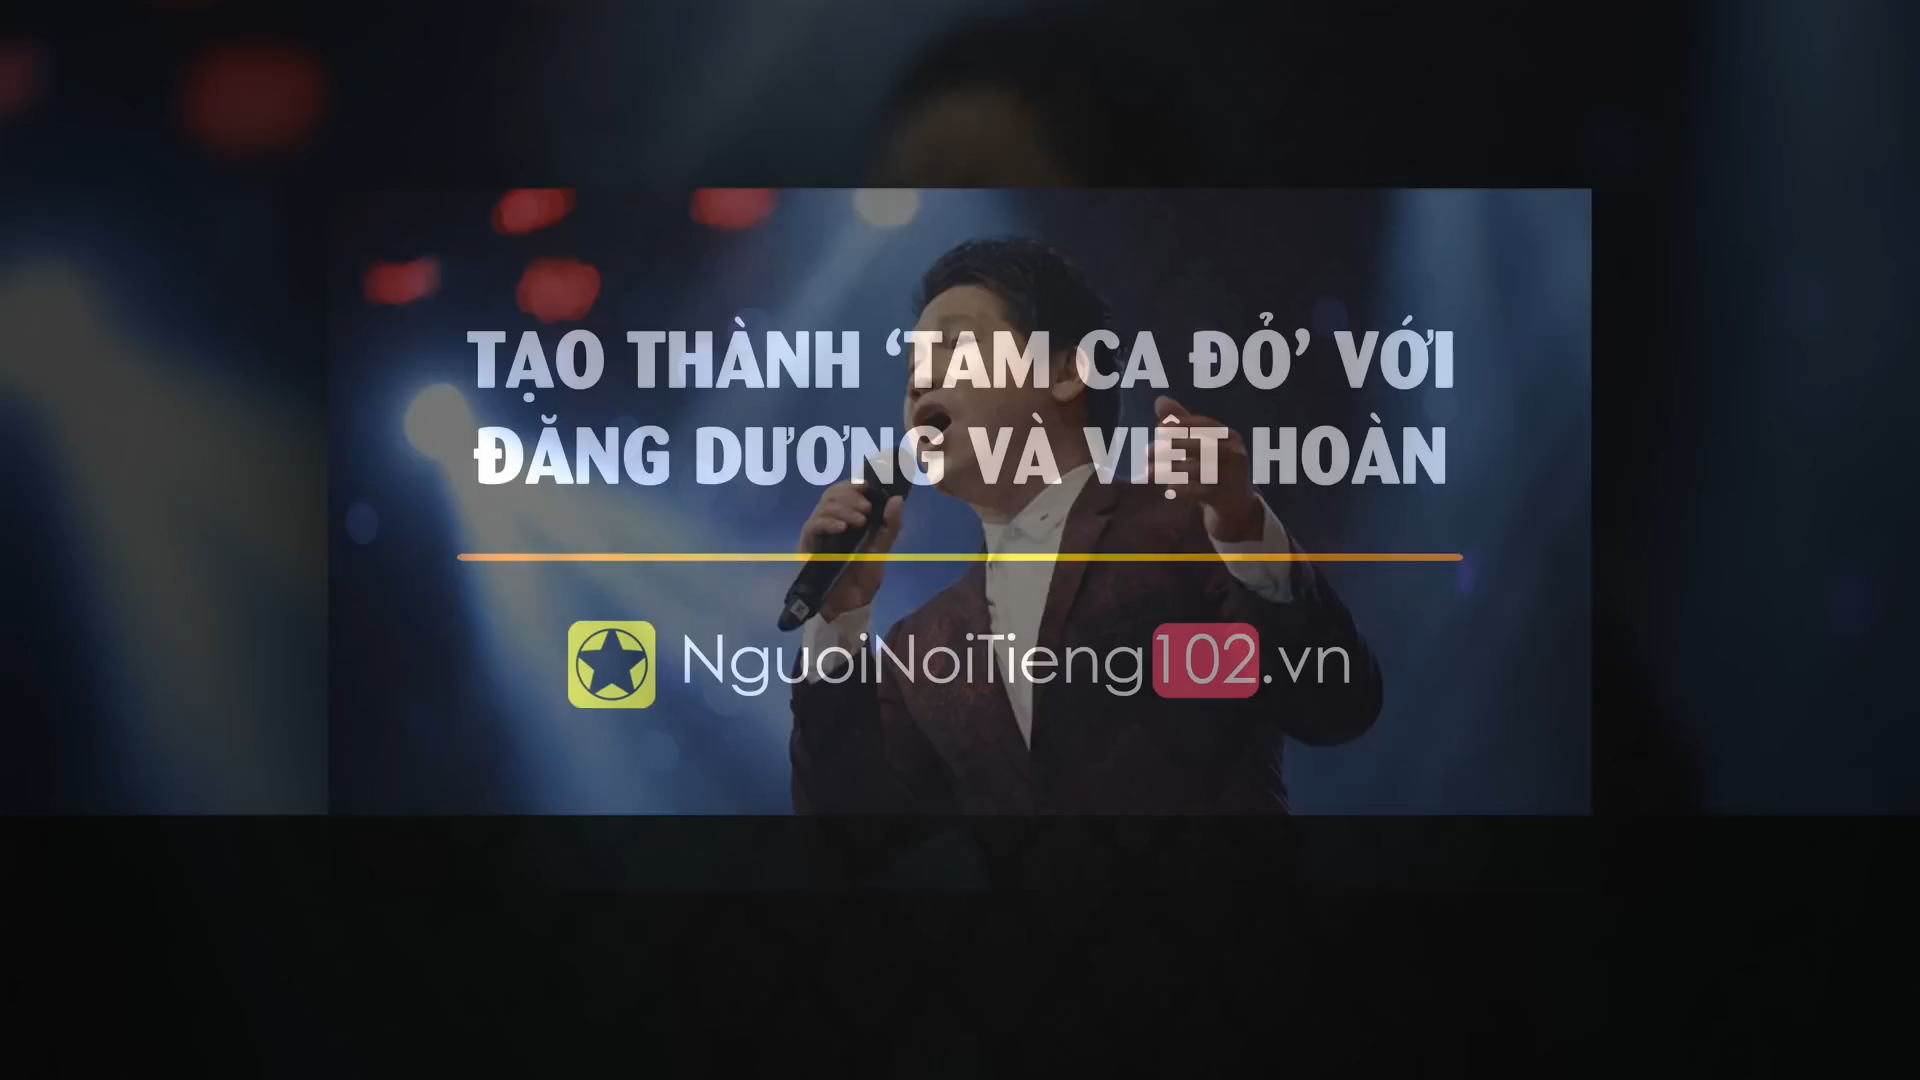 TẠO THÀNH ‘TAM CA ĐỎ’ VỚI
ĐĂNG DƯƠNG VÀ VIỆT HOÀN
NguoiNoiTieng102.vn